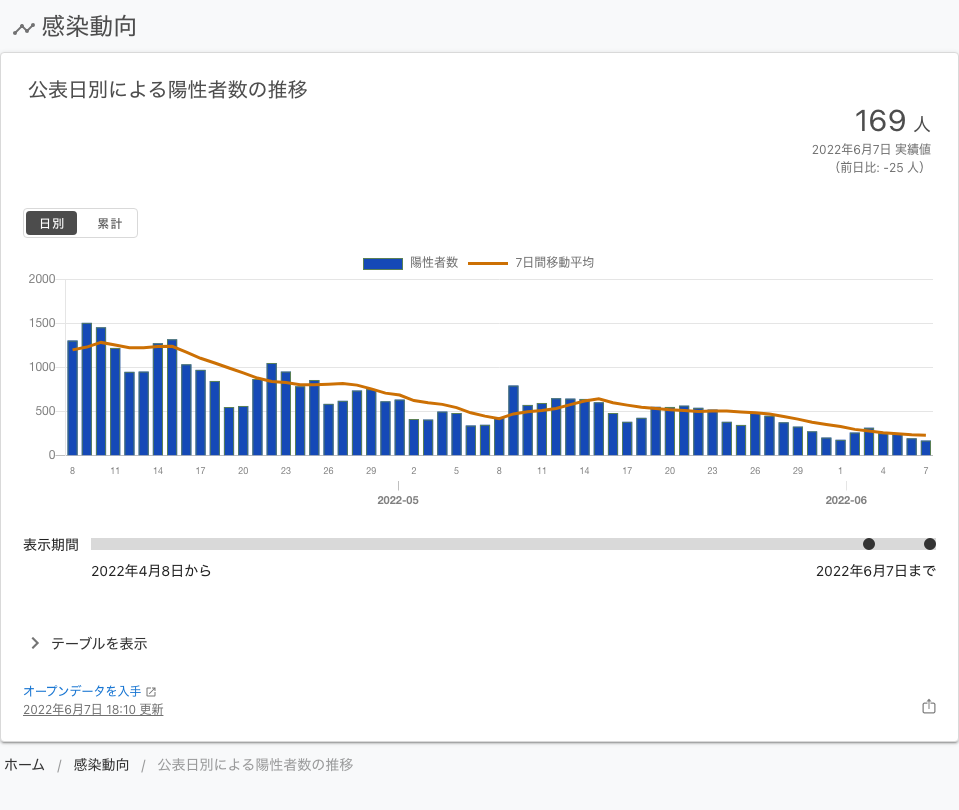 感染動向
公表日別による陽性者数の推移
169 人
2022年6月7日 実績値
（前日比: -25 人）
日別 累計
陽性者数 7日間移動平均
2000
1500
1000
500
0
8 11 14 17 20 23 26 29 2 5 8 11 14 17 20 23 26 29 1 4 7
2022-05 2022-06
表示期間
2022年4月8日から 2022年6月7日まで
テーブルを表示
オープンデータを入手
2022年6月7日 18:10 更新
ホーム / 感染動向 / 公表日別による陽性者数の推移